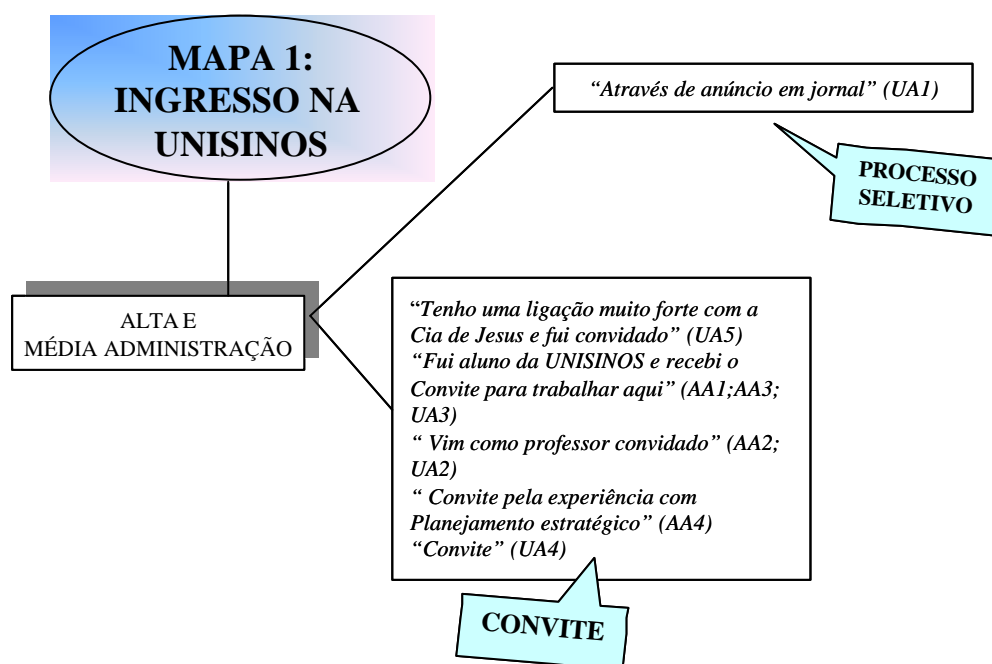 MAPA 1:
INGRESSO NA
UNISINOS
“Através de anúncio em jornal” (UA1)
PROCESSO
SELETIVO
ALTA E
MÉDIA ADMINISTRAÇÃO
“Tenho uma ligação muito forte com a
Cia de Jesus e fui convidado” (UA5)
“Fui aluno da UNISINOS e recebi o
Convite para trabalhar aqui” (AA1;AA3;
UA3)
“ Vim como professor convidado” (AA2;
UA2)
“ Convite pela experiência com
Planejamento estratégico” (AA4)
“Convite” (UA4)
CONVITE